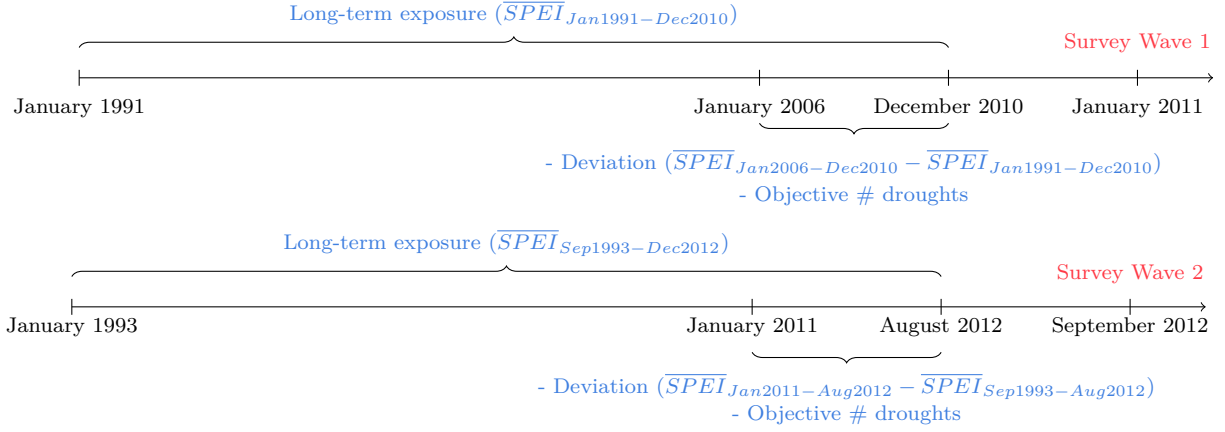 Long-term exposure (SPEI_Jan1991−Dec2010)
Survey Wave 1
January 1991 January 2006 December 2010 January 2011
- Deviation (SPEI_Jan2006−Dec2010 − SPEI_Jan1991−Dec2010)
- Objective # droughts
Long-term exposure (SPEI_Sep1993−Dec2012)
Survey Wave 2
January 1993 January 2011 August 2012 September 2012
- Deviation (SPEI_Jan2011−Aug2012 − SPEI_Sep1993−Aug2012)
- Objective # droughts